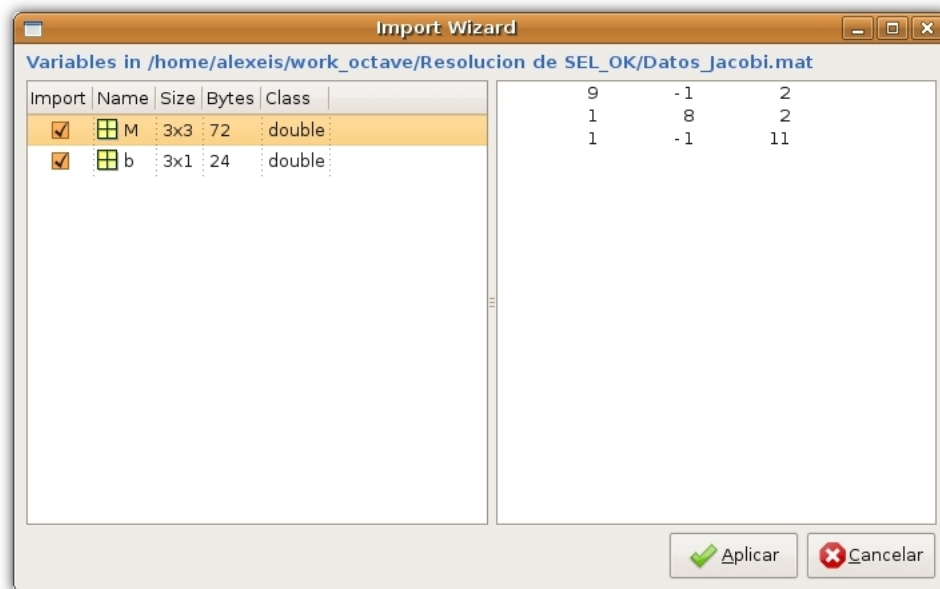 Import Wizard
Variables in /home/alexeis/work_octave/Resolucion de SEL_OK/Datos_Jacobi.mat
Import Name Size Bytes Class
M 3x3 72 double
b 3x1 24 double
9 -1 2
1 8 2
1 -1 11
Aplicar Cancelar